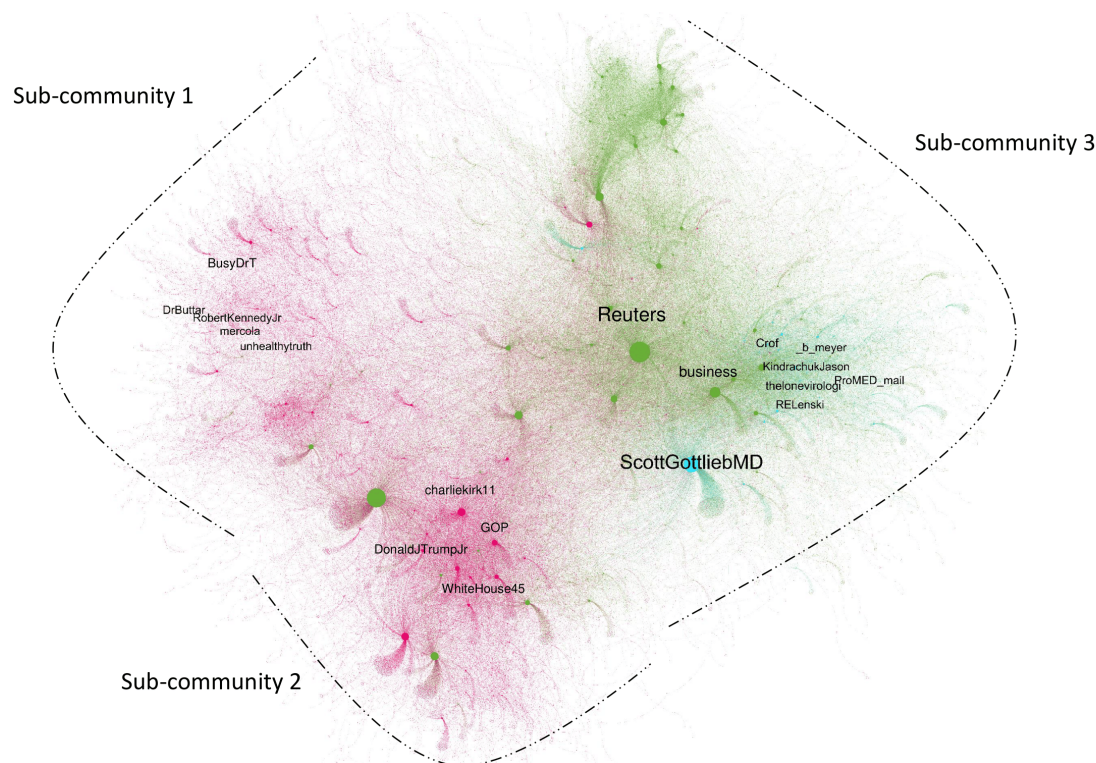 Sub-community 1
Sub-community 3
BusyDrT
DrButtar
RobertKennedyJr
mercola
unhealthytruth
Reuters
business
Crof
_b_meyer
KindrachukJason
ProMED_mail
thelonevirologi
RELenski
ScottGottliebMD
charliekirk11
GOP
DonaldJTrumpJr
WhiteHouse45
Sub-community 2